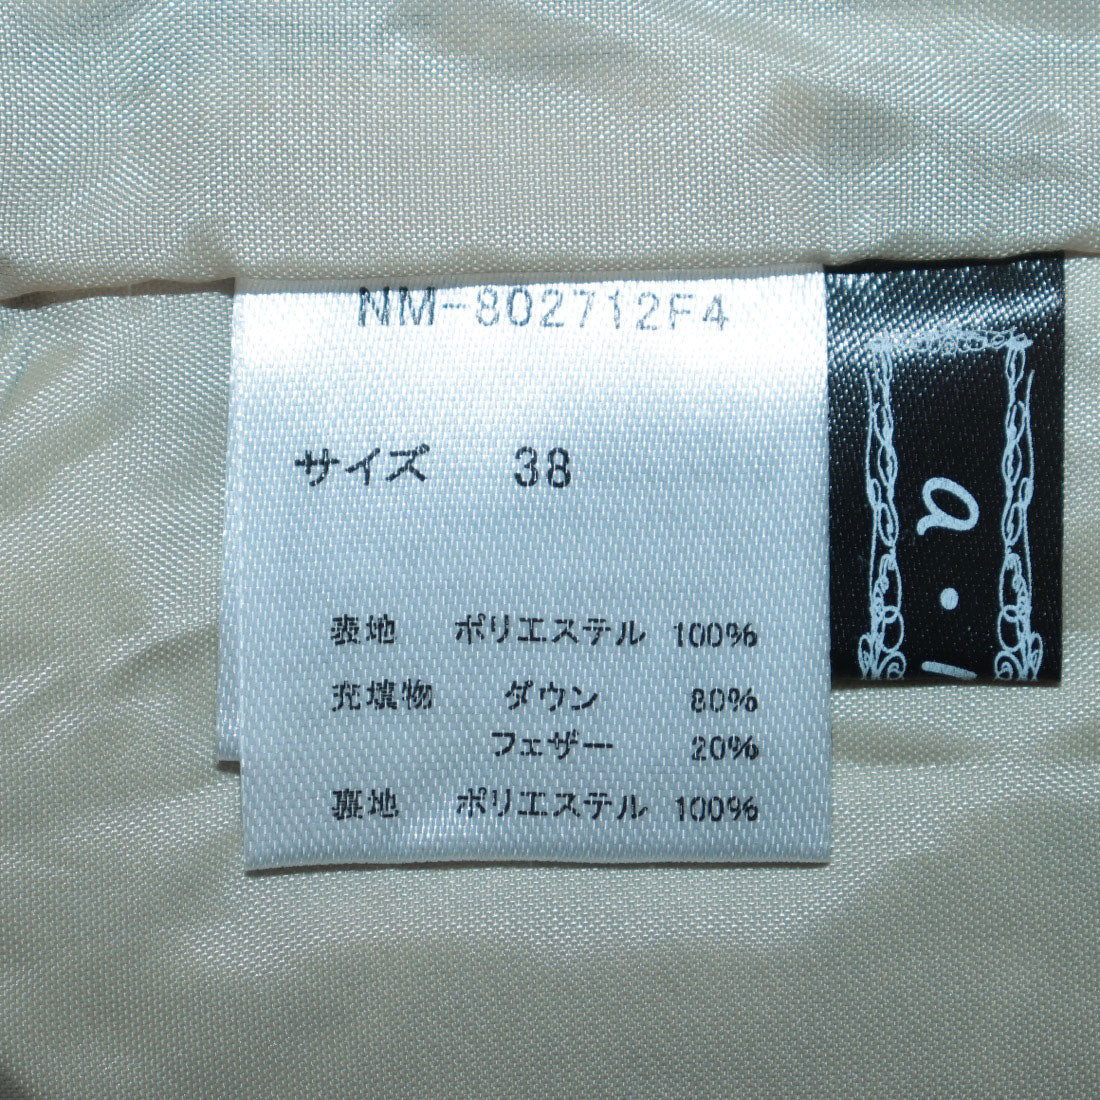 NM-802712F4
サイズ 38
表地 ポリエステル 100%
充填物 ダウン 80%
フェザー 20%
裏地 ポリエステル 100%
a.